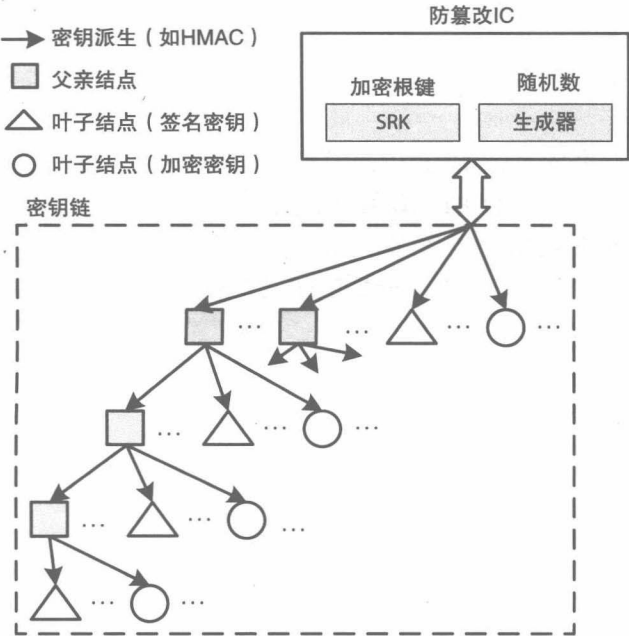 防篡改IC
密钥派生（如HMAC）
父亲结点
叶子结点（签名密钥）
叶子结点（加密密钥）
加密根键
SRK
随机数
生成器
密钥链
... ... ... ...
... ... ...
... ... ...
... ...